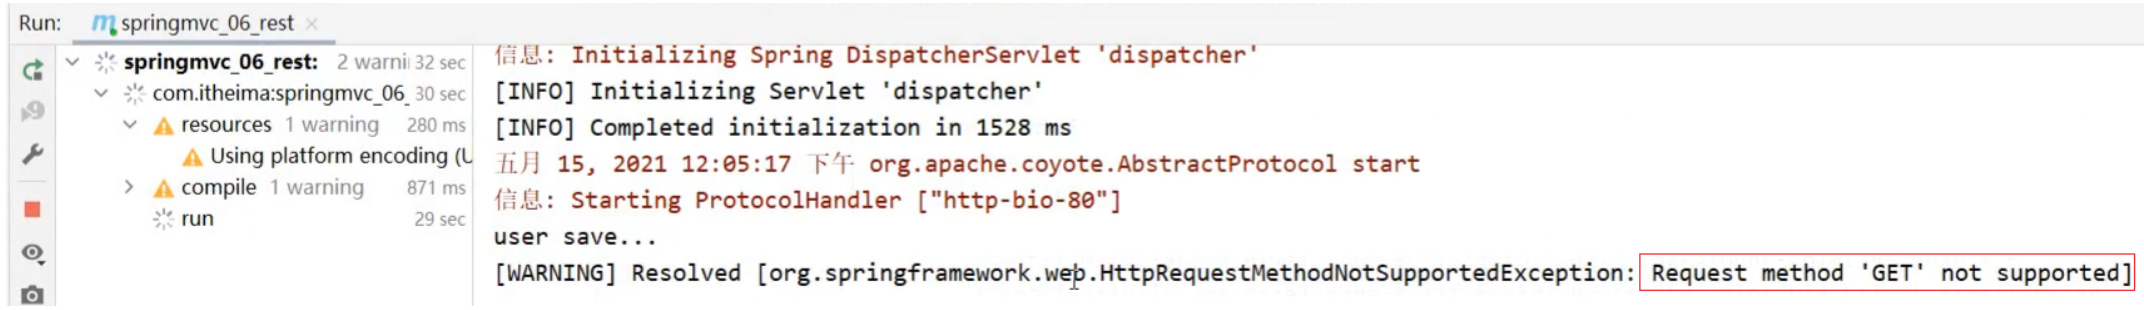 Run: springmvc_06_rest ×
springmvc_06_rest: 2 warni 32 sec
com.itheima:springmvc_06_ 30 sec
resources 1 warning 280 ms
Using platform encoding (U
compile 1 warning 871 ms
run 29 sec
信息: Initializing Spring DispatcherServlet 'dispatcher'
[INFO] Initializing Servlet 'dispatcher'
[INFO] Completed initialization in 1528 ms
五月 15, 2021 12:05:17 下午 org.apache.coyote.AbstractProtocol start
信息: Starting ProtocolHandler ["http-bio-80"]
user save...
[WARNING] Resolved [org.springframework.web.HttpRequestMethodNotSupportedException: Request method 'GET' not supported]